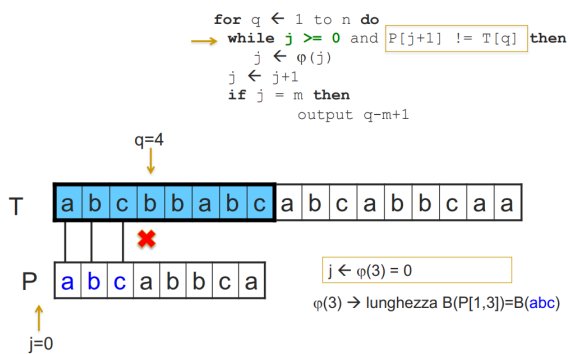 for q ← 1 to n do
while j >= 0 and P[j+1] != T[q] then
j ← φ(j)
j ← j+1
if j = m then
output q-m+1
q=4
T a b c b b a b c a b c a b b c a a
P a b c a b b c a
j ← φ(3) = 0
φ(3) → lunghezza B(P[1,3])=B(abc)
j=0